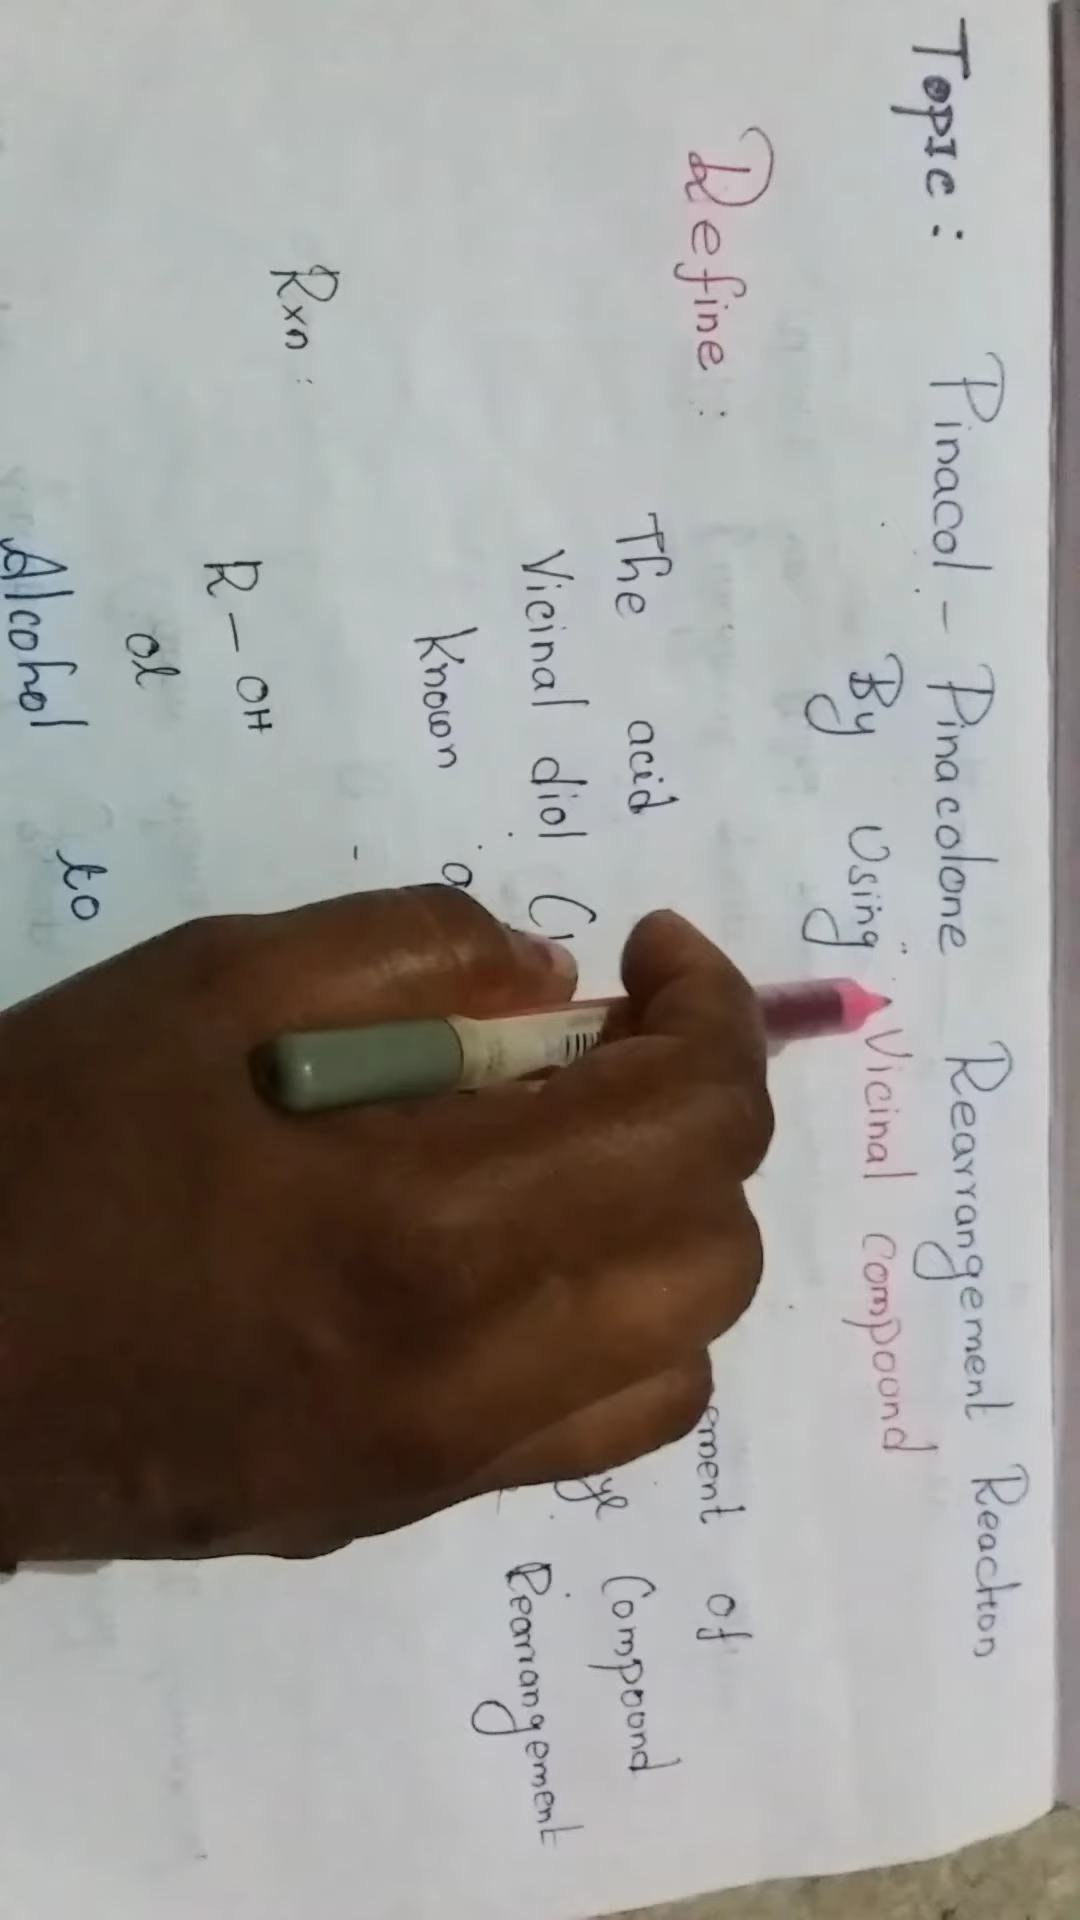 Topic: Pinacol - Pinacolone Rearrangement Reaction
By Using Vicinal Compound
Define:
The acid ement of
Vicinal diol ( Compound
Known Rearrangement
Rxn:
R-OH
ol
Alcohol to